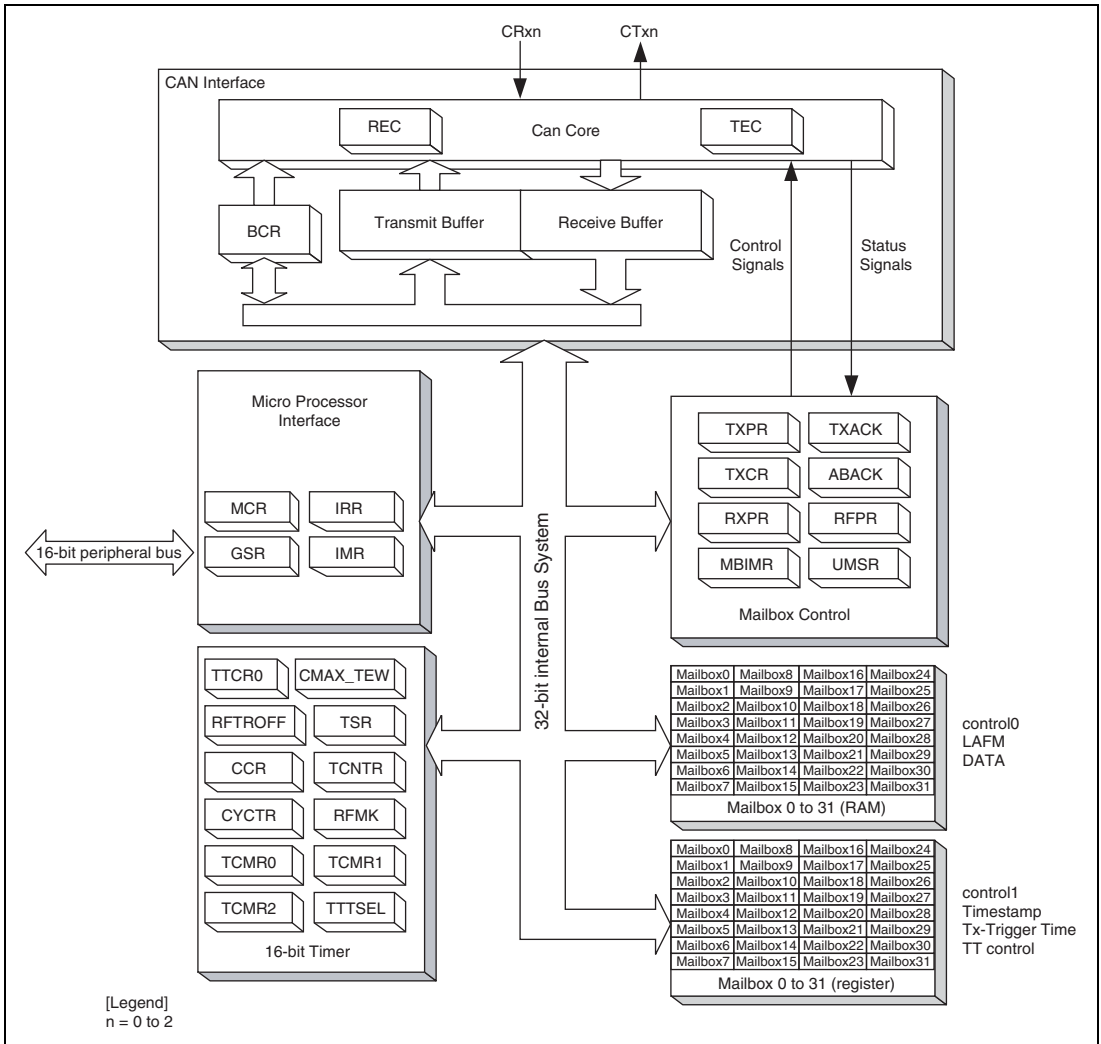 CRxn CTxn
CAN Interface
REC Can Core TEC
BCR Transmit Buffer Receive Buffer
Control Signals
Status Signals
Micro Processor
Interface
MCR IRR
GSR IMR
16-bit peripheral bus
32-bit internal Bus System
TXPR TXACK
TXCR ABACK
RXPR RFPR
MBIMR UMSR
Mailbox Control
TTCR0 CMAX_TEW
RFTROFF TSR
CCR TCNTR
CYCTR RFMK
TCMR0 TCMR1
TCMR2 TTTSEL
16-bit Timer
Mailbox0 Mailbox8 Mailbox16 Mailbox24
Mailbox1 Mailbox9 Mailbox17 Mailbox25
Mailbox2 Mailbox10 Mailbox18 Mailbox26
Mailbox3 Mailbox11 Mailbox19 Mailbox27
Mailbox4 Mailbox12 Mailbox20 Mailbox28
Mailbox5 Mailbox13 Mailbox21 Mailbox29
Mailbox6 Mailbox14 Mailbox22 Mailbox30
Mailbox7 Mailbox15 Mailbox23 Mailbox31
Mailbox 0 to 31 (RAM)
control0
LAFM
DATA
Mailbox0 Mailbox8 Mailbox16 Mailbox24
Mailbox1 Mailbox9 Mailbox17 Mailbox25
Mailbox2 Mailbox10 Mailbox18 Mailbox26
Mailbox3 Mailbox11 Mailbox19 Mailbox27
Mailbox4 Mailbox12 Mailbox20 Mailbox28
Mailbox5 Mailbox13 Mailbox21 Mailbox29
Mailbox6 Mailbox14 Mailbox22 Mailbox30
Mailbox7 Mailbox15 Mailbox23 Mailbox31
Mailbox 0 to 31 (register)
control1
Timestamp
Tx-Trigger Time
TT control
[Legend]
n = 0 to 2